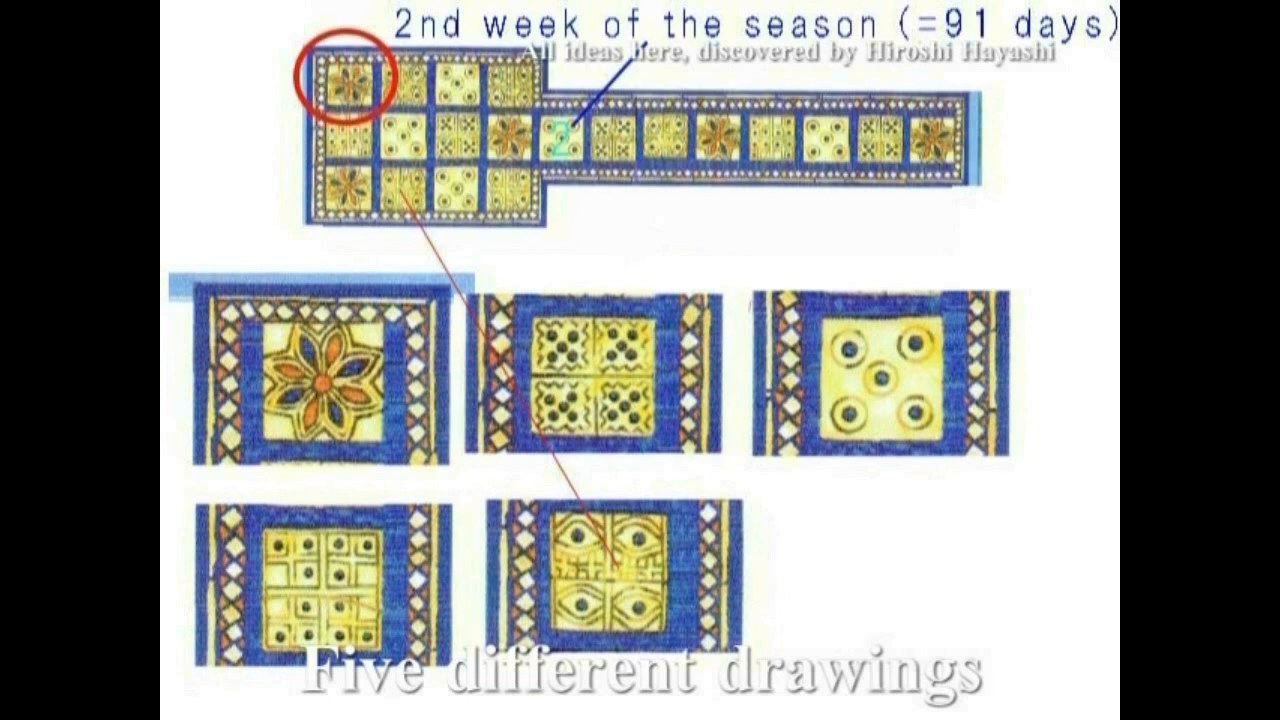 2nd week of the season (=91 days)
All ideas here, discovered by Hiroshi Hayashi
2
Five different drawings